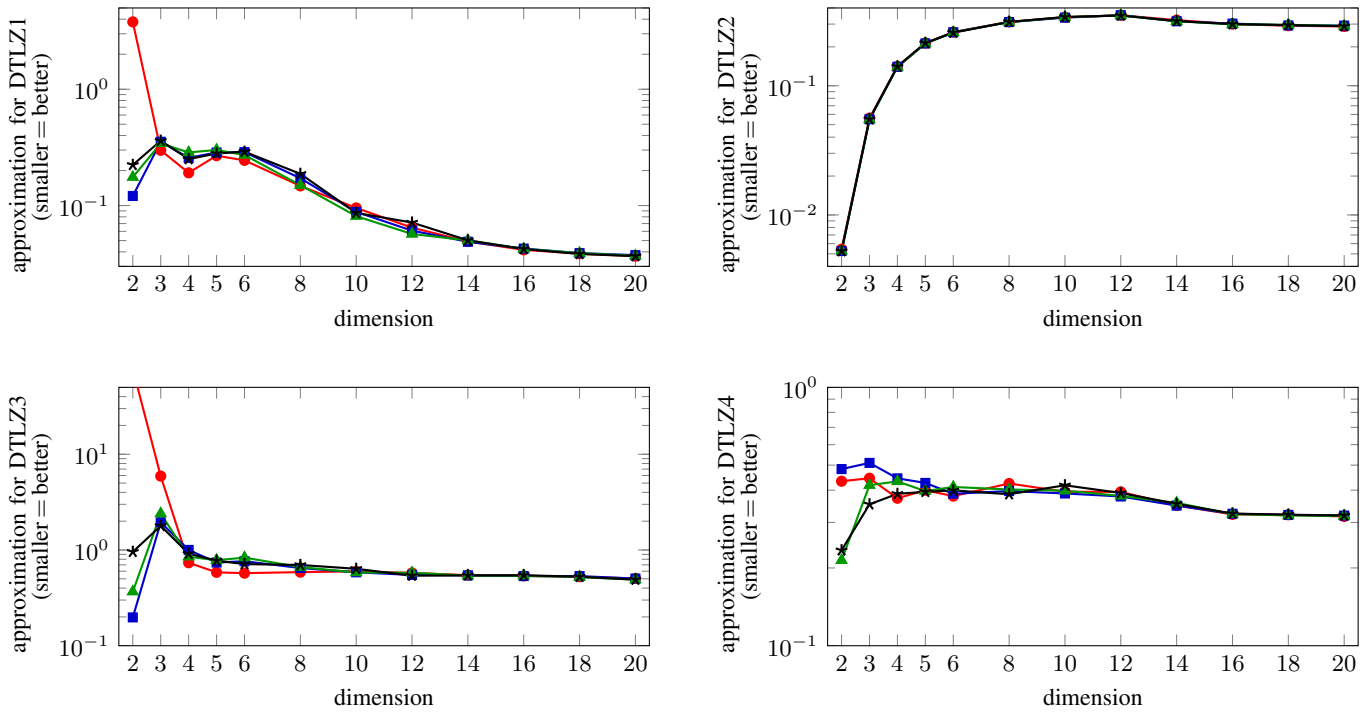 approximation for DTLZ1
(smaller = better)
10^0
10^-1
2 3 4 5 6 8 10 12 14 16 18 20
dimension
approximation for DTLZ2
(smaller = better)
10^-1
10^-2
2 3 4 5 6 8 10 12 14 16 18 20
dimension
approximation for DTLZ3
(smaller = better)
10^1
10^0
10^-1
2 3 4 5 6 8 10 12 14 16 18 20
dimension
approximation for DTLZ4
(smaller = better)
10^0
10^-1
2 3 4 5 6 8 10 12 14 16 18 20
dimension